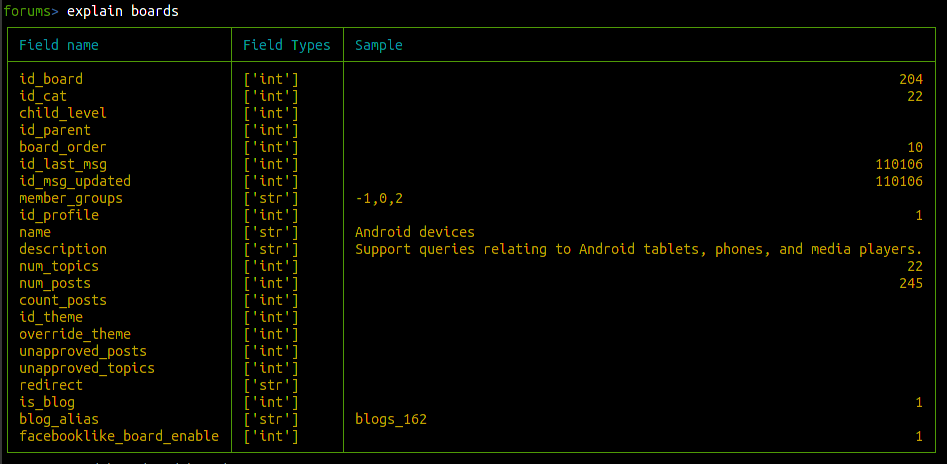 forums> explain boards
Field name Field Types Sample
id_board ['int'] 204
id_cat ['int'] 22
child_level ['int']
id_parent ['int']
board_order ['int'] 10
id_last_msg ['int'] 110106
id_msg_updated ['int'] 110106
member_groups ['str'] -1,0,2
id_profile ['int'] 1
name ['str'] Android devices
description ['str'] Support queries relating to Android tablets, phones, and media players.
num_topics ['int'] 22
num_posts ['int'] 245
count_posts ['int']
id_theme ['int']
override_theme ['int']
unapproved_posts ['int']
unapproved_topics ['int']
redirect ['str']
is_blog ['int'] 1
blog_alias ['str'] blogs_162
facebooklike_board_enable ['int'] 1